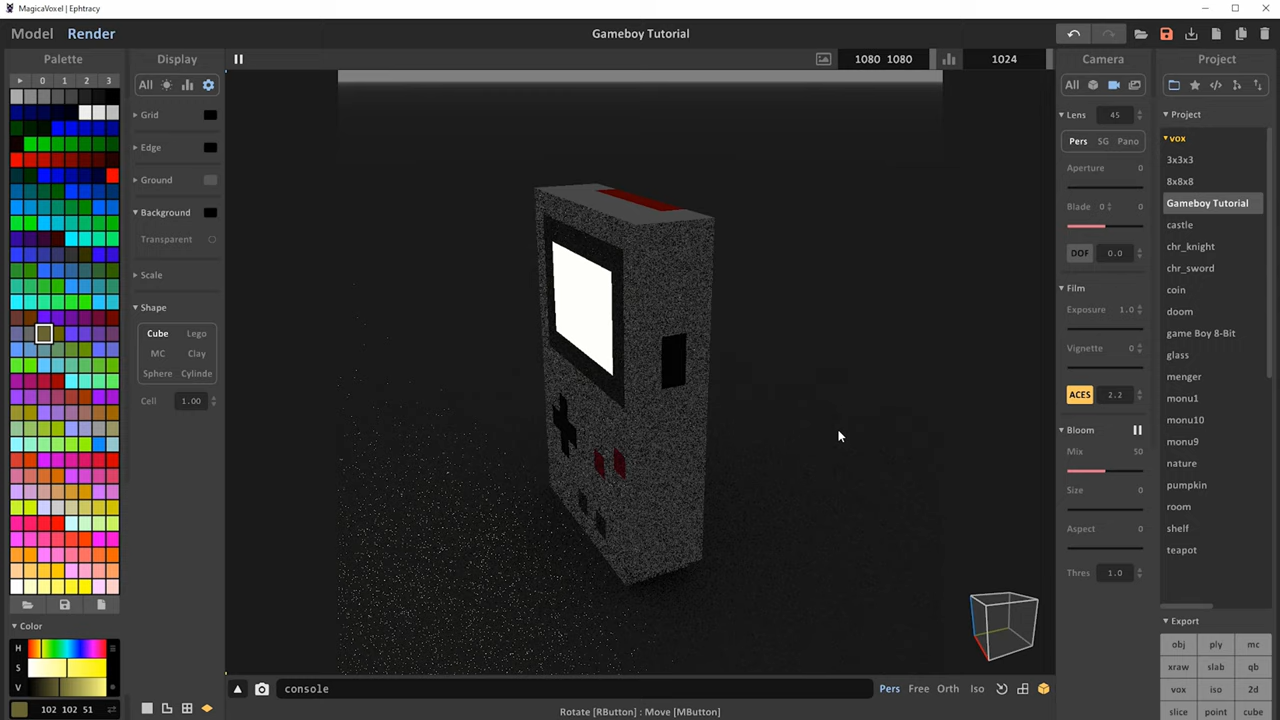 MagicaVoxel | Ephtracy
Model Render
Gameboy Tutorial
Palette
0 1 2 3
Color
H
S
V
102 102 51
Display
All
Grid
Edge
Ground
Background
Transparent
Scale
Shape
Cube Lego
MC Clay
Sphere Cylinde
Cell 1.00
1080 1080
1024
console
Pers Free Orth Iso
Rotate [RButton] : Move [MButton]
Camera
All
Lens 45
Pers SG Pano
Aperture 0
Blade 0 0
DOF 0.0
Film
Exposure 1.0
Vignette 0
ACES 2.2
Bloom
Mix 50
Size 0
Aspect 0
Thres 1.0
Project
Project
vox
3x3x3
8x8x8
Gameboy Tutorial
castle
chr_knight
chr_sword
coin
doom
game Boy 8-Bit
glass
menger
monu1
monu10
monu9
nature
pumpkin
room
shelf
teapot
Export
obj ply mc
xraw slab qb
vox iso 2d
slice point cube